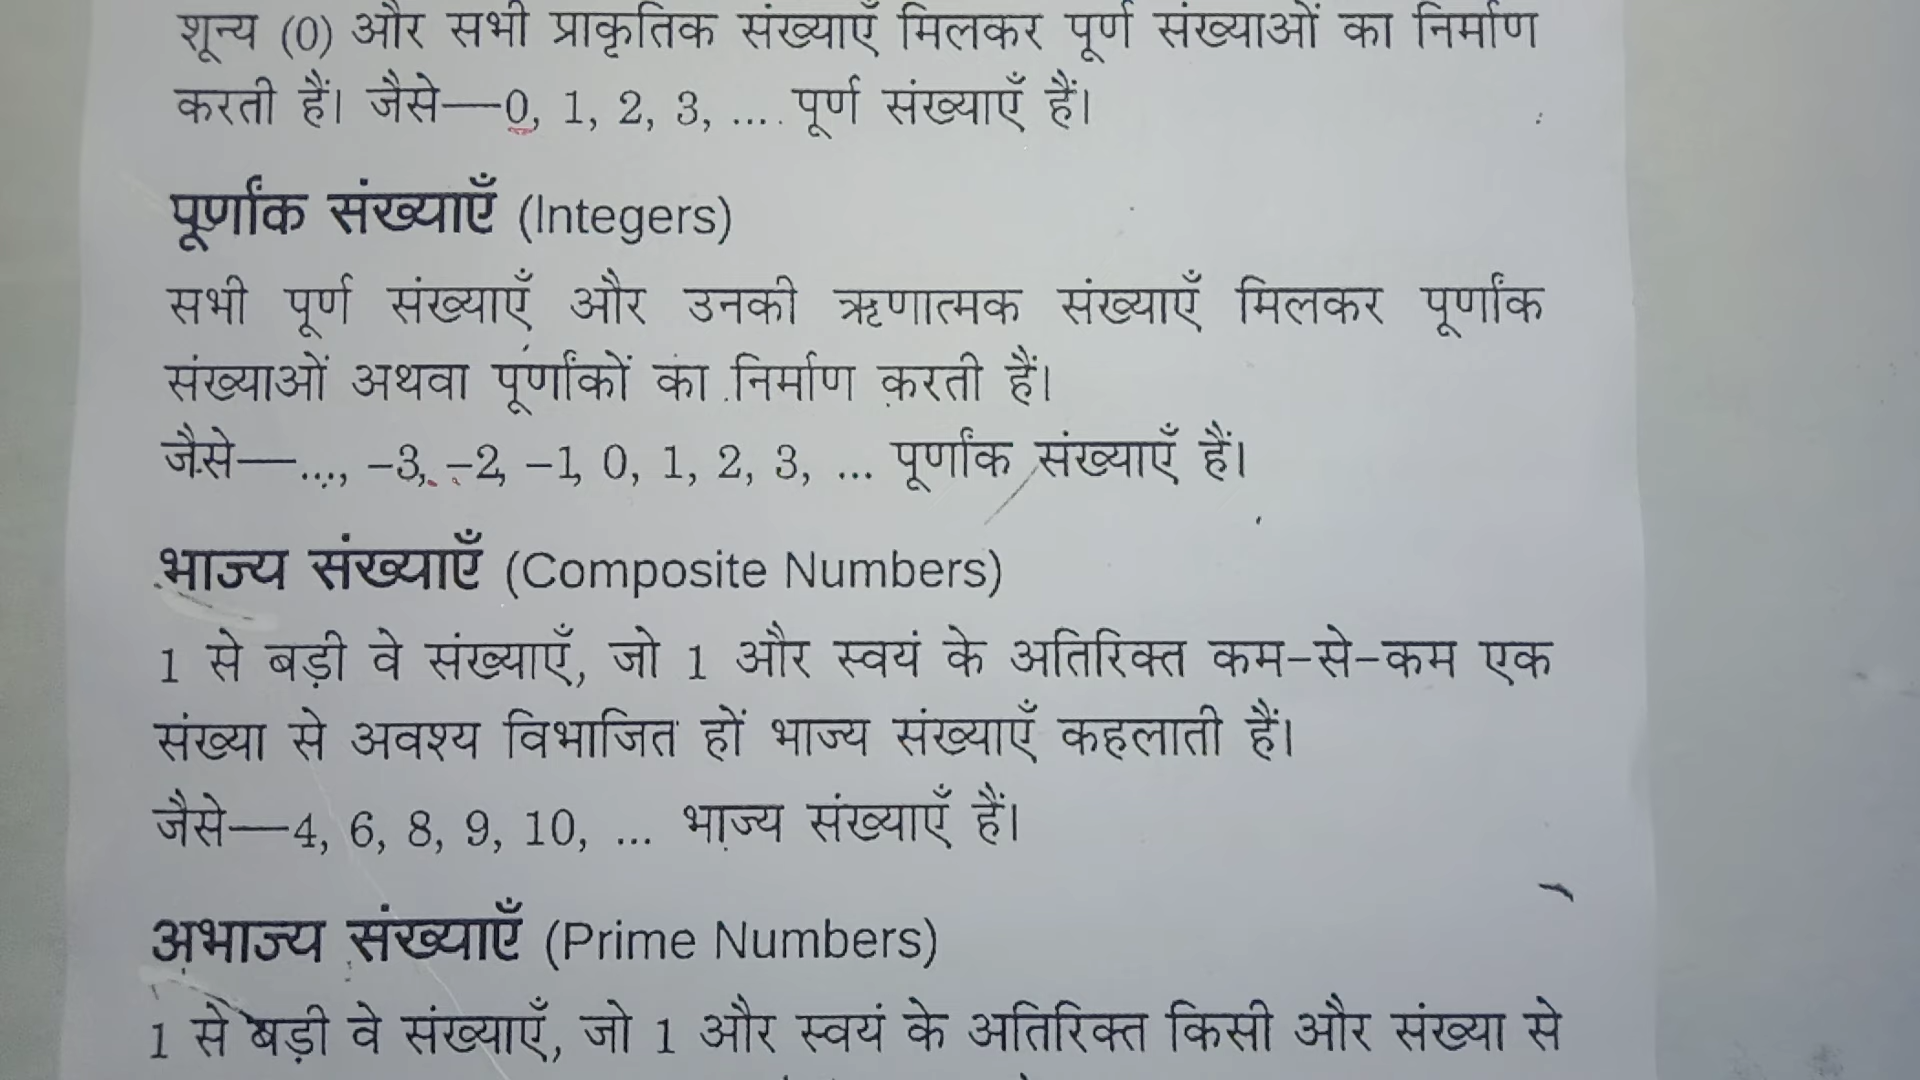 शून्य (0) और सभी प्राकृतिक संख्याएँ मिलकर पूर्ण संख्याओं का निर्माण
करती हैं। जैसे—0, 1, 2, 3, .... पूर्ण संख्याएँ हैं।
पूर्णांक संख्याएँ (Integers)
सभी पूर्ण संख्याएँ और उनकी ऋणात्मक संख्याएँ मिलकर पूर्णांक
संख्याओं अथवा पूर्णांकों का निर्माण करती हैं।
जैसे—..., –3, –2, –1, 0, 1, 2, 3, ... पूर्णांक संख्याएँ हैं।
भाज्य संख्याएँ (Composite Numbers)
1 से बड़ी वे संख्याएँ, जो 1 और स्वयं के अतिरिक्त कम-से-कम एक
संख्या से अवश्य विभाजित हों भाज्य संख्याएँ कहलाती हैं।
जैसे—4, 6, 8, 9, 10, ... भाज्य संख्याएँ हैं।
अभाज्य संख्याएँ (Prime Numbers)
1 से बड़ी वे संख्याएँ, जो 1 और स्वयं के अतिरिक्त किसी और संख्या से